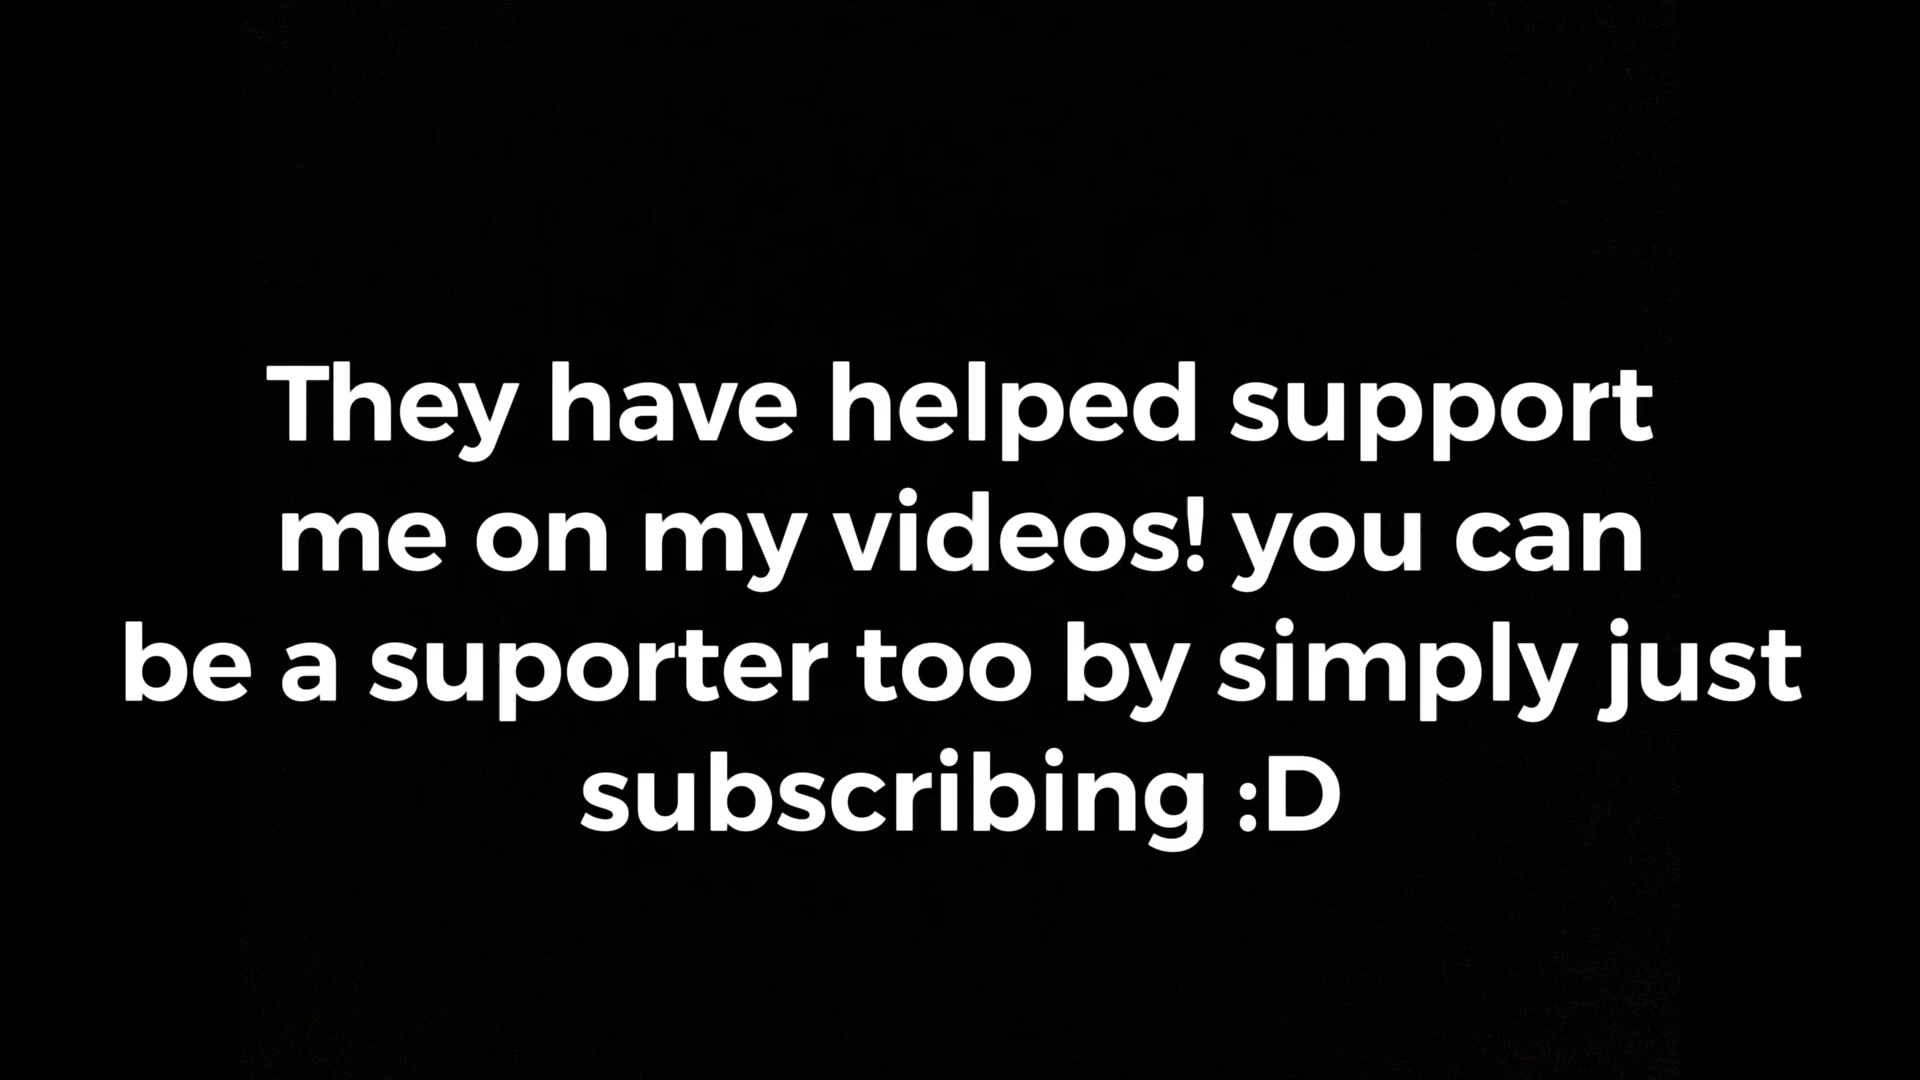 They have helped support
me on my videos! you can
be a suporter too by simply just
subscribing :D